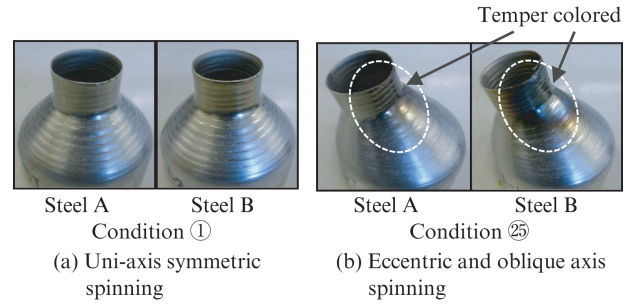 Temper colored
Steel A
Steel B
Steel A
Steel B
Condition ①
Condition ㉕
(a) Uni-axis symmetric
spinning
(b) Eccentric and oblique axis
spinning